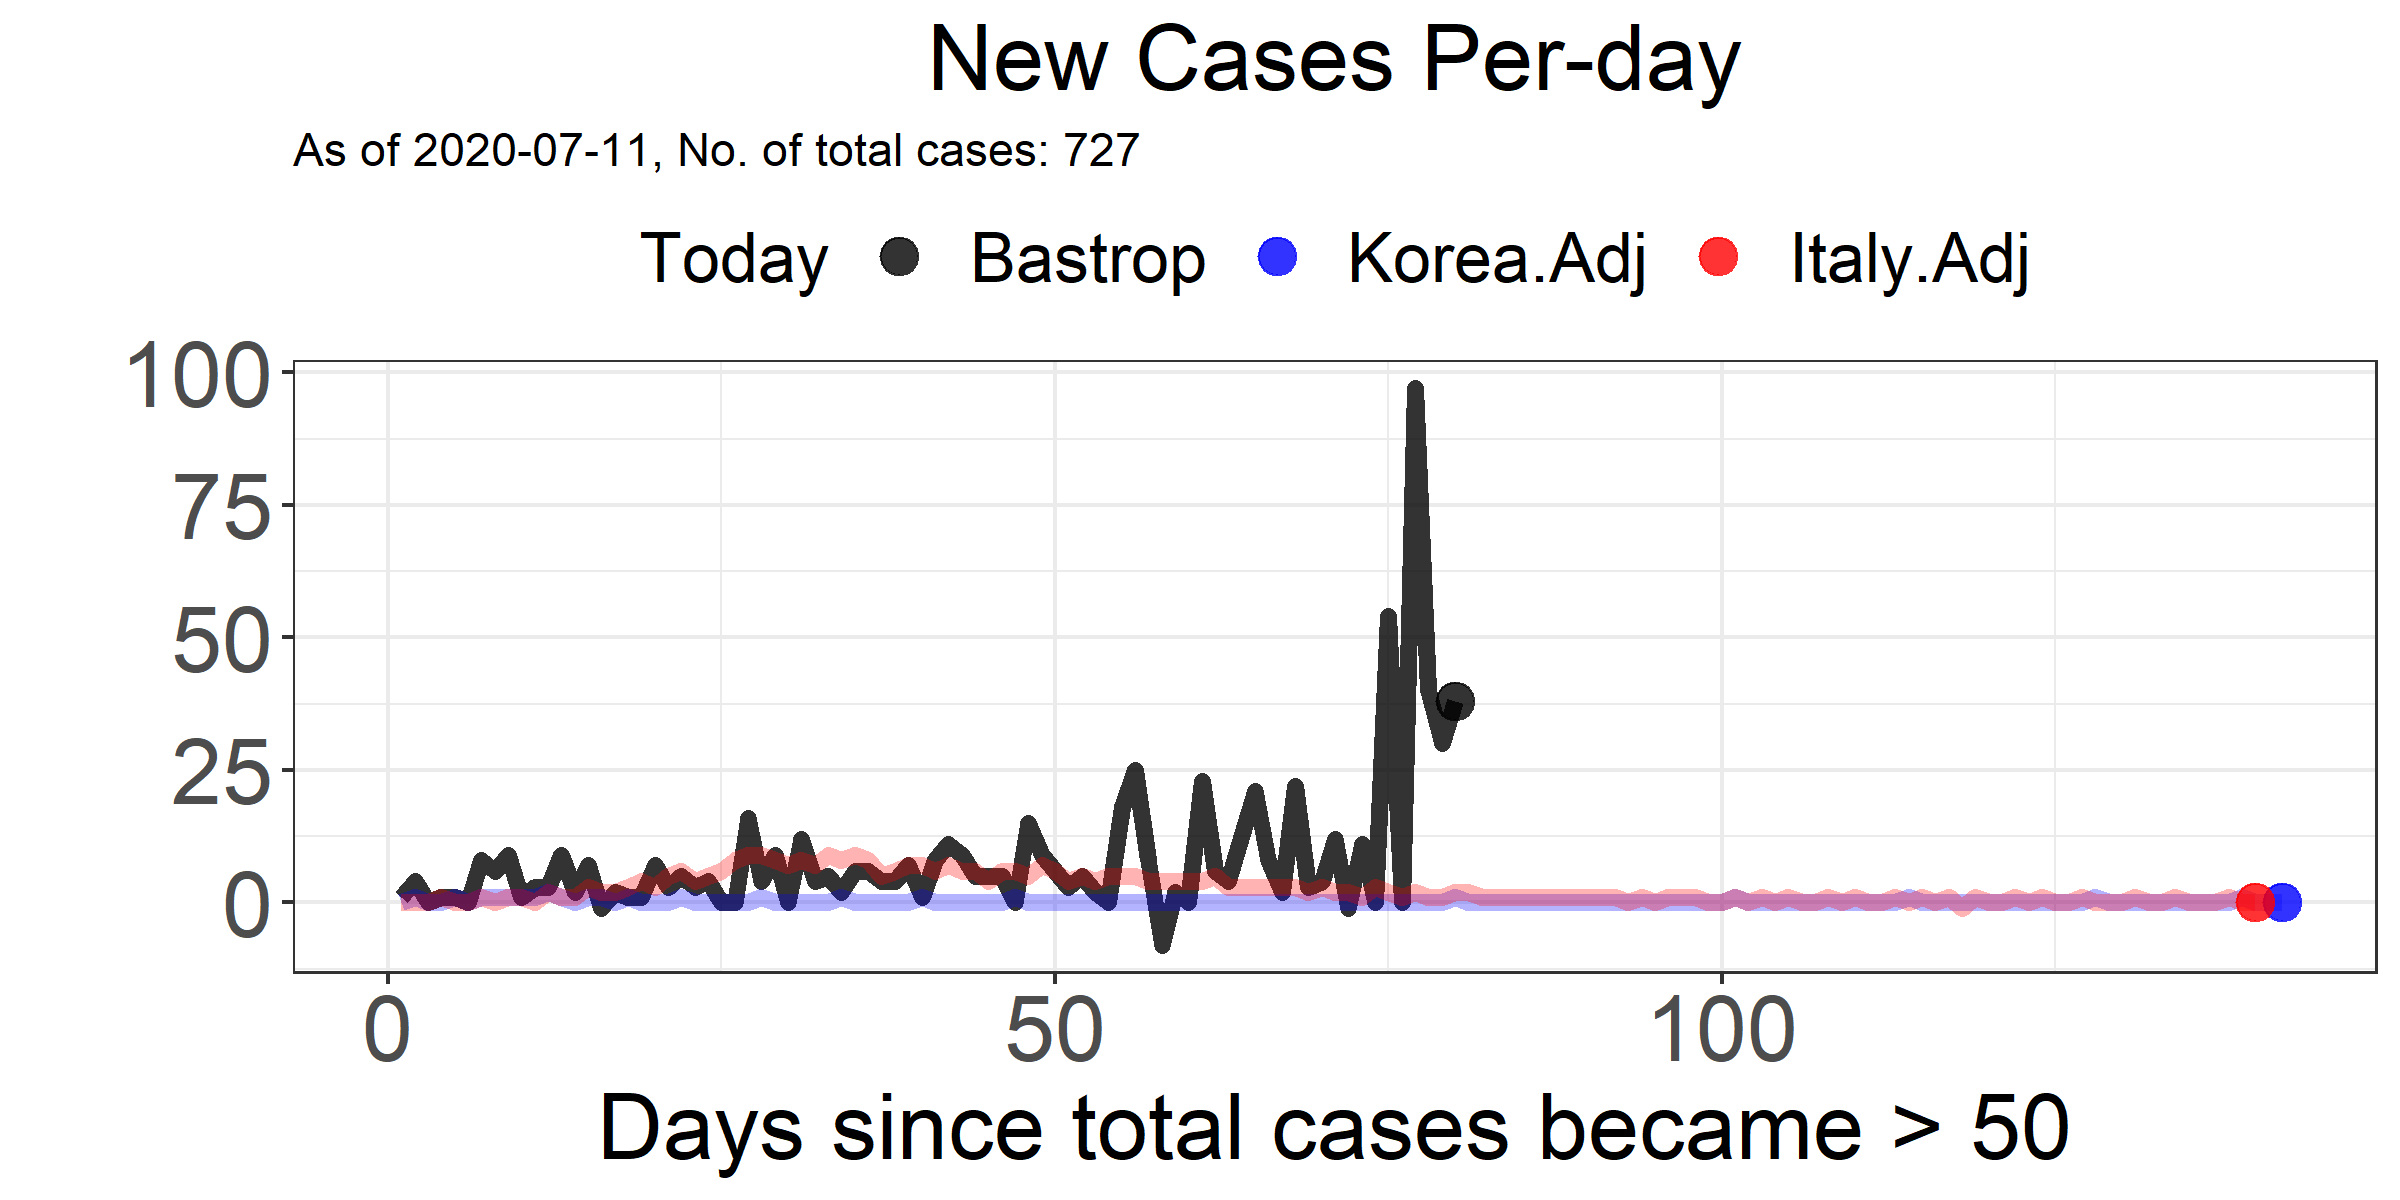 New Cases Per-day
As of 2020-07-11, No. of total cases: 727
Today Bastrop Korea.Adj Italy.Adj
100
75
50
25
0
0 50 100
Days since total cases became > 50